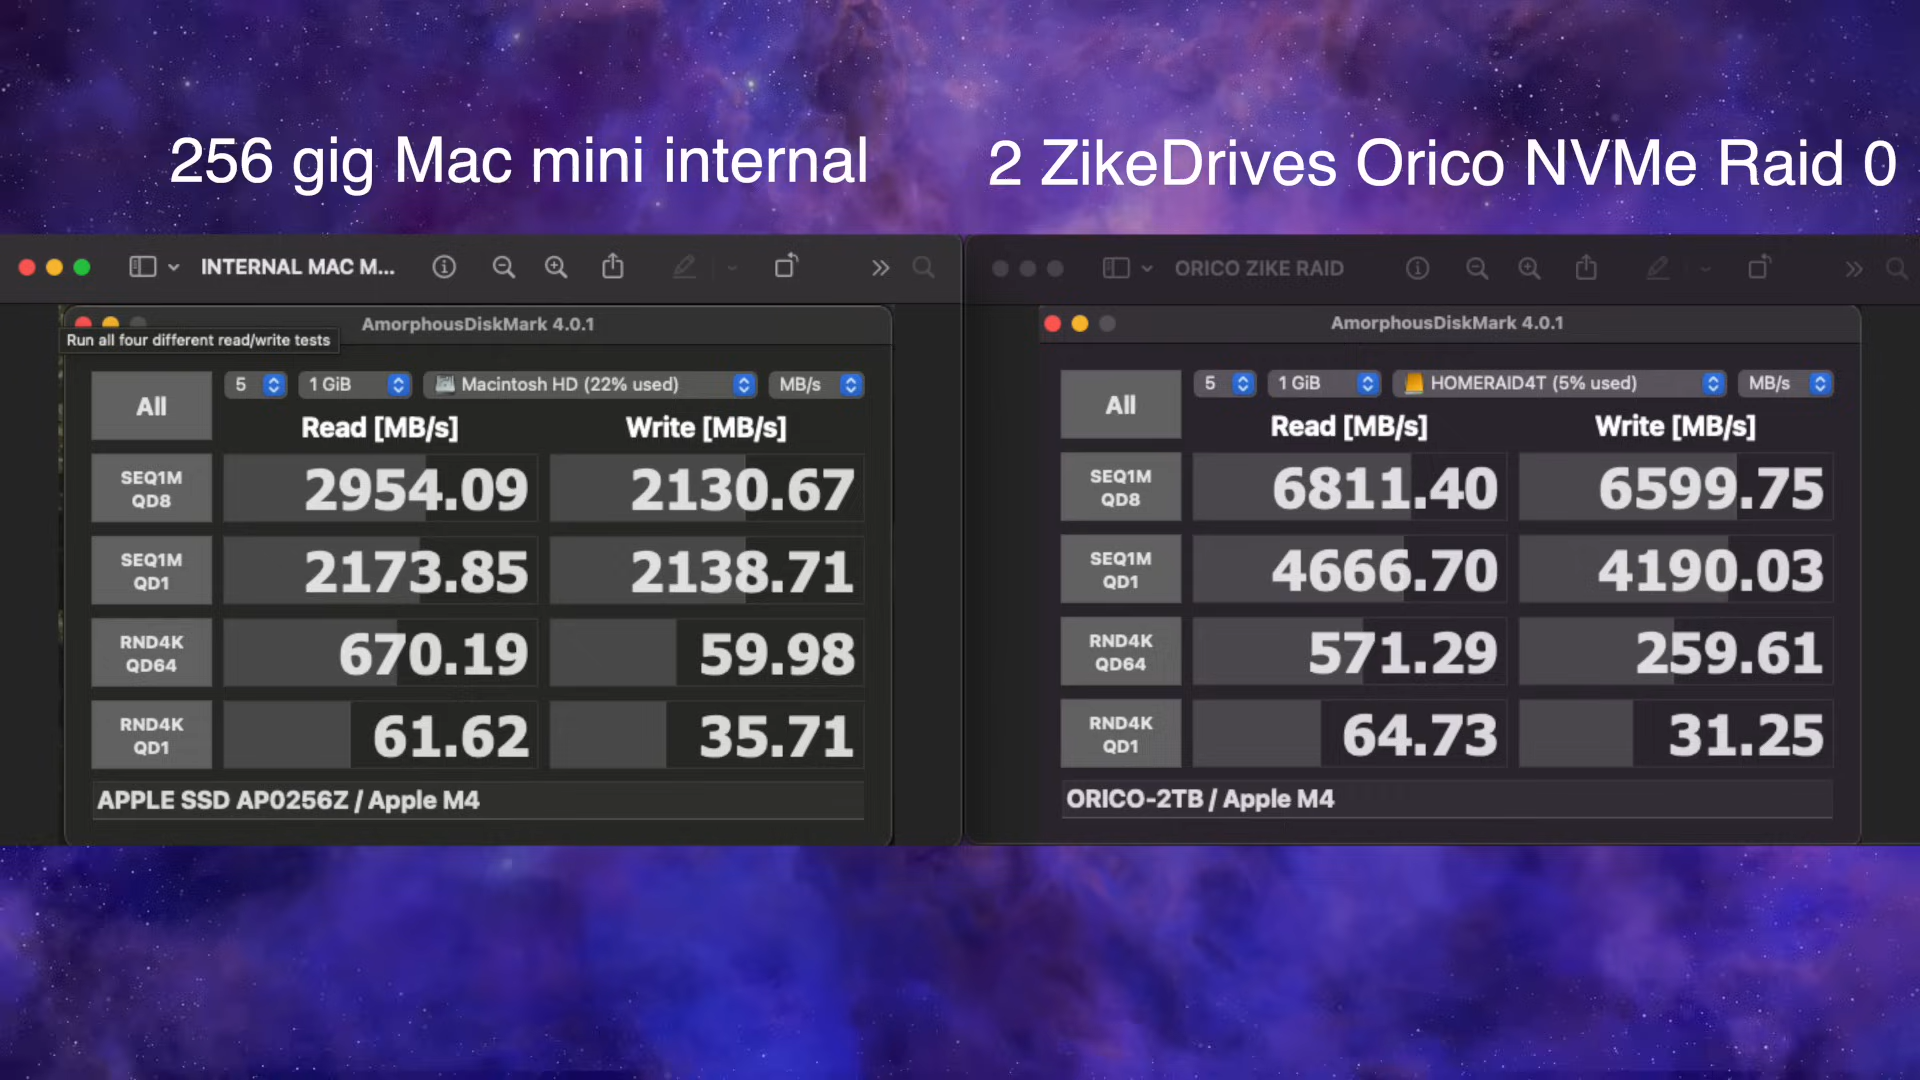 256 gig Mac mini internal
2 ZikeDrives Orico NVMe Raid 0
INTERNAL MAC M...
AmorphousDiskMark 4.0.1
Run all four different read/write tests
All
5
1 GiB
Macintosh HD (22% used)
MB/s
Read [MB/s]
Write [MB/s]
SEQ1M
QD8
2954.09
2130.67
SEQ1M
QD1
2173.85
2138.71
RND4K
QD64
670.19
59.98
RND4K
QD1
61.62
35.71
APPLE SSD AP0256Z / Apple M4
ORICO ZIKE RAID
AmorphousDiskMark 4.0.1
All
5
1 GiB
HOMERAID4T (5% used)
MB/s
Read [MB/s]
Write [MB/s]
SEQ1M
QD8
6811.40
6599.75
SEQ1M
QD1
4666.70
4190.03
RND4K
QD64
571.29
259.61
RND4K
QD1
64.73
31.25
ORICO-2TB / Apple M4